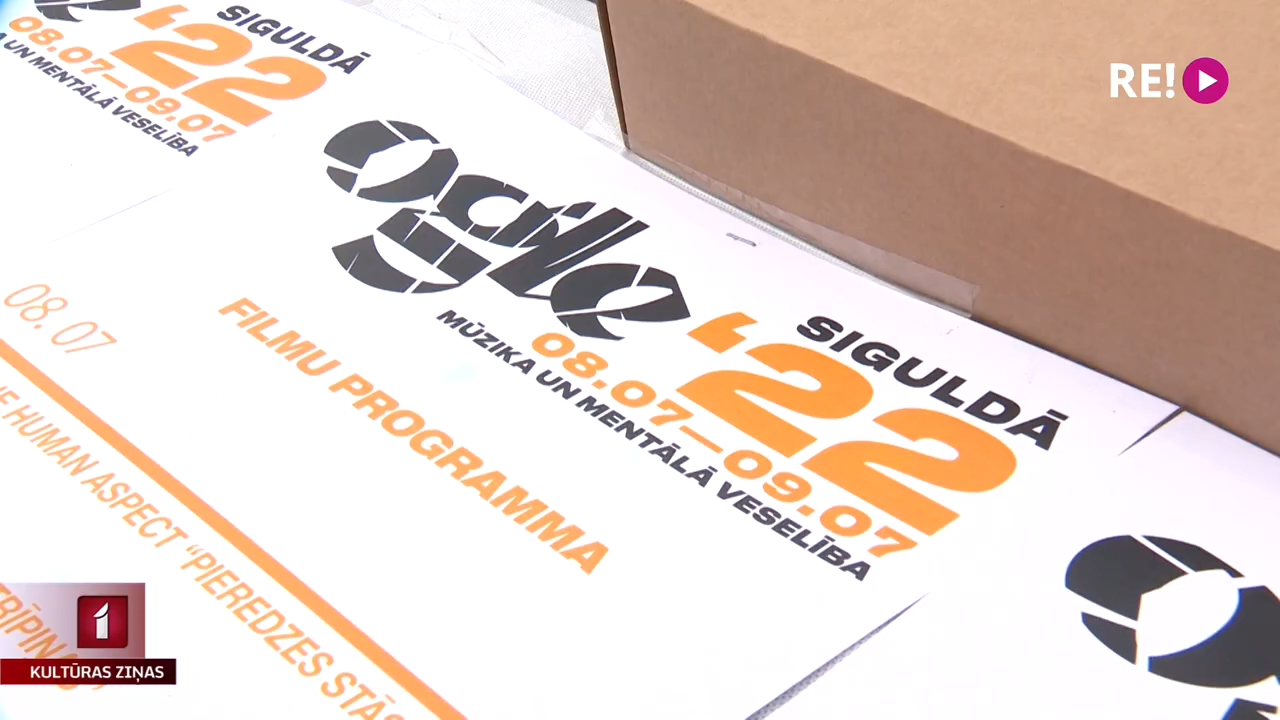 RE!
SIGULDĀ
'22
08.07—09.07
UN MENTĀLĀ VESELĪBA
Ogle
SIGULDĀ
'22
08.07—09.07
MŪZIKA UN MENTĀLĀ VESELĪBA
08. 07
FILMU PROGRAMMA
HUMAN ASPECT “PIEREDZES
1
KULTŪRAS ZIŅAS